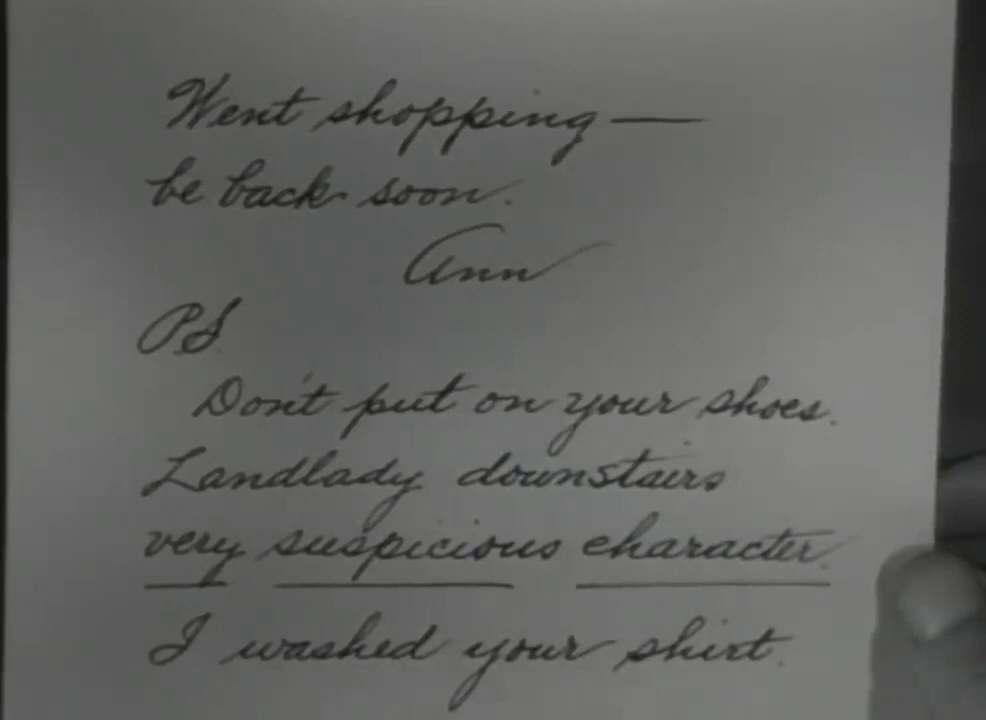 Went shopping —
be back soon.
Ann
PS
Don't put on your shoes.
Landlady downstairs
very suspicious character.
I washed your shirt.